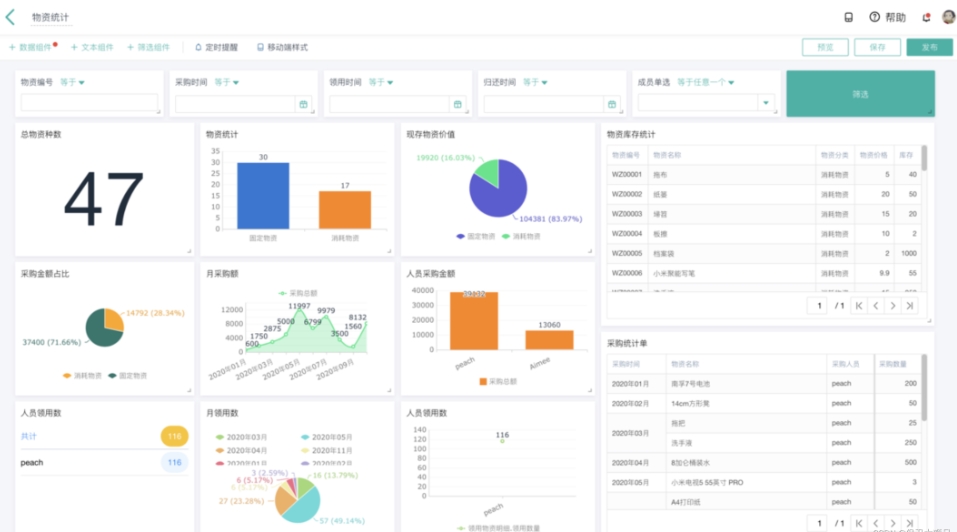 物资统计
帮助
+ 数据组件 + 文本组件 + 筛选组件 定时提醒 移动端样式
预览 保存 发布
物资编号 等于
采购时间 等于
领用时间 等于
归还时间 等于
成员单选 等于任意一个
筛选
总物资种数
47
物资统计
35
30
25
20
15
10
5
0
30
17
固定物资 消耗物资
现存物资价值
19920 (16.03%)
104381 (83.97%)
固定物资 消耗物资
物资库存统计
物资编号 物资名称 物资分类 物资价格 库存
WZ00001 拖布 消耗物资 5 40
WZ00002 纸量 消耗物资 20 50
WZ00003 消耗物资 15 20
WZ00004 板擦 消耗物资 10 2
WZ00005 档案袋 消耗物资 2 1000
WZ00006 小米聚能写笔 消耗物资 9.9 55
1 / 1
采购金额占比
14792 (28.34%)
37400 (71.66%)
消耗物资 固定物资
月采购额
采购总额
12000
8000
4000
0
600
1750
2875
5000
11997
6799
9979
3500
1560
8132
2020年01月 2020年03月 2020年05月 2020年07月 2020年09月
人员采购金额
40000
30000
20000
10000
0
39132
13060
peach Aimee
采购总额
采购统计单
采购时间 物资名称 采购人员 采购数量
2020年01月 南孚7号电池 peach 200
2020年02月 14cm方形黄 peach 50
2020年03月 拖把 peach 25
洗手液 peach 250
2020年04月 8加仑桶装水 peach 500
2020年05月 小米电视5 55英寸 PRO peach 3
A4打印纸 peach 50
1 / 1
人员领用数
共计 116
peach 116
月领用数
2020年03月 2020年05月
2020年04月 2020年11月
2020年01月 2020年02月
3 (2.59%)
6 (5.17%)
6 (5.17%)
16 (13.79%)
27 (23.28%)
57 (49.14%)
人员领用数
140
120
100
80
60
40
20
0
116
peach
领用物资明细.领用数量